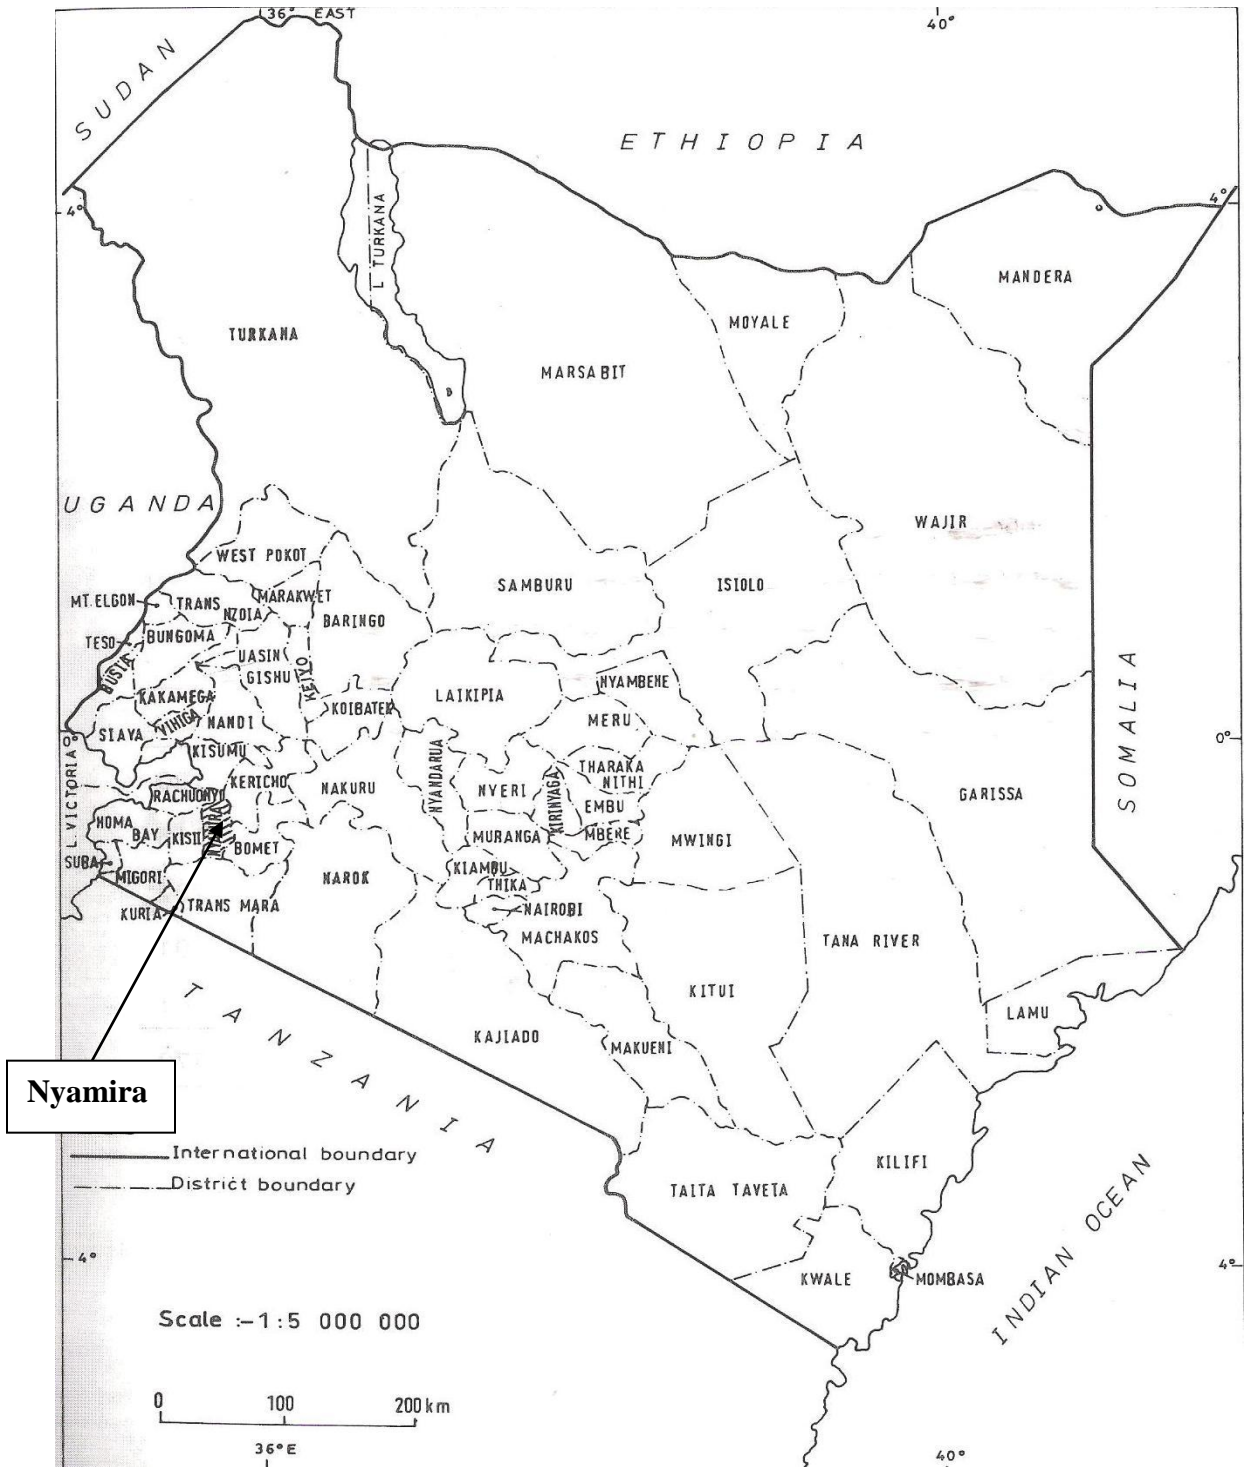 36° EAST
40°
SUDAN
ETHIOPIA
4°
4°
L TURKANA
MANDERA
MOYALE
TURKANA
MARSABIT
UGANDA
WAJIR
WEST POKOT
SAMBURU
ISIOLO
MT. ELGON
TRANS
NZOIA
MARAKWET
BARINGO
TESO
BUNGOMA
UASIN
GISHU
BUSIA
KEIYO
KAKAMEGA
LAIKIPIA
NYAMBENE
KOIBATEK
VIHIGA
NANDI
MERU
SIAYA
0°
0°
KISUMU
L. VICTORIA
SOMALIA
THARAKA
NITHI
KERICHO
NAKURU
NYANDARUA
NYERI
KIRINYAGA
GARISSA
RACHUONYO
EMBU
HOMA
BAY
KISII
NYAMIRA
MURANGA
MBERE
MWINGI
BOMET
SUBA
KIAMBU
MIGORI
NAROK
THIKA
KURIA
TRANS MARA
NAIROBI
MACHAKOS
TANA RIVER
KITUI
LAMU
TANZANIA
KAJIADO
MAKUENI
Nyamira
International boundary
District boundary
KILIFI
TAITA TAVETA
INDIAN OCEAN
4°
4°
KWALE
MOMBASA
Scale :-1:5 000 000
0 100 200 km
36°E
40°